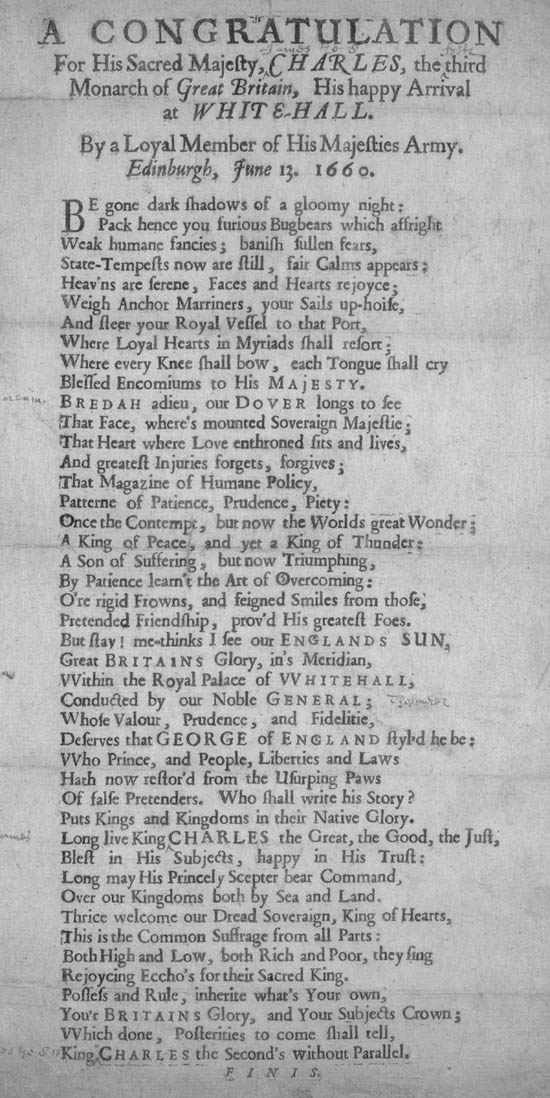 A CONGRATULATION
For His Sacred Majesty, CHARLES, the third
Monarch of Great Britain, His happy Arrival
at WHITE-HALL.
By a Loyal Member of His Majeſties Army.
Edinburgh, June 13. 1660.
BE gone dark ſhadows of a gloomy night:
Pack hence you furious Bugbears which affright
Weak humane fancies; baniſh ſullen fears,
State-Tempeſts now are ſtill, fair Calms appears;
Heav'ns are ſerene, Faces and Hearts rejoyce;
Weigh Anchor Marriners, your Sails up-hoiſe,
And ſteer your Royal Veſſel to that Port,
Where Loyal Hearts in Myriads ſhall reſort;
Where every Knee ſhall bow, each Tongue ſhall cry
Bleſſed Encomiums to His MAJESTY.
BREDAH adieu, our DOVER longs to ſee
That Face, where's mounted Soveraign Majeſtie;
That Heart where Love enthroned ſits and lives,
And greateſt Injuries forgets, forgives;
That Magazine of Humane Policy,
Patterne of Patience, Prudence, Piety:
Once the Contempt, but now the Worlds great Wonder;
A King of Peace, and yet a King of Thunder:
A Son of Suffering, but now Triumphing,
By Patience learn't the Art of Overcoming:
O're rigid Frowns, and feigned Smiles from thoſe,
Pretended Friendſhip, prov'd His greateſt Foes.
But ſtay! me-thinks I ſee our ENGLANDS SUN,
Great BRITAINS Glory, in's Meridian,
VVithin the Royal Palace of VVHITEHALL,
Conducted by our Noble GENERAL;
Whoſe Valour, Prudence, and Fidelitie,
Deſerves that GEORGE of ENGLAND ſtyl'd he be:
VVho Prince, and People, Liberties and Laws
Hath now reſtor'd from the Uſurping Paws
Of falſe Pretenders. Who ſhall write his Story?
Puts Kings and Kingdoms in their Native Glory.
Long live King CHARLES the Great, the Good, the Juſt,
Bleſt in His Subjects, happy in His Truſt:
Long may His Princely Scepter bear Command,
Over our Kingdoms both by Sea and Land.
Thrice welcome our Dread Soveraign, King of Hearts,
This is the Common Suffrage from all Parts:
Both High and Low, both Rich and Poor, they ſing
Rejoycing Eccho's for their Sacred King.
Poſſeſs and Rule, inherit what's Your own,
You'r BRITAINS Glory, and Your Subjects Crown;
VVhich done, Poſterities to come ſhall tell,
King CHARLES the Second's without Parallel.
FINIS.